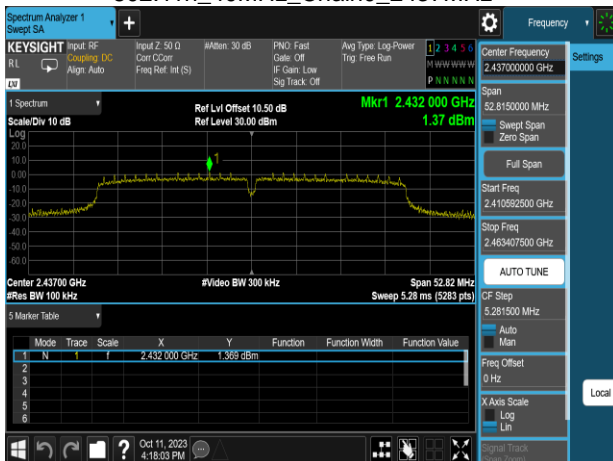 Spectrum Analyzer 1
Swept SA
Frequency
KEYSIGHT
RL
LXI
Input: RF
Coupling: DC
Align: Auto
Input Z: 50 Ω
Corr CCorr
Freq Ref: Int (S)
#Atten: 30 dB
PNO: Fast
Gate: Off
IF Gain: Low
Sig Track: Off
Avg Type: Log-Power
Trig: Free Run
1 2 3 4 5 6
M W W W W W
P N N N N N
1 Spectrum
Scale/Div 10 dB
Ref Lvl Offset 10.50 dB
Ref Level 30.00 dBm
Mkr1 2.432 000 GHz
1.37 dBm
Log
20.0
10.0
0.00
-10.0
-20.0
-30.0
-40.0
-50.0
-60.0
1
Center 2.43700 GHz
#Res BW 100 kHz
#Video BW 300 kHz
Span 52.82 MHz
Sweep 5.28 ms (5283 pts)
5 Marker Table
Mode Trace Scale X Y Function Function Width Function Value
1 N 1 f 2.432 000 GHz 1.369 dBm
2
3
4
5
6
Oct 11, 2023
4:18:03 PM
Center Frequency
2.437000000 GHz
Settings
Span
52.8150000 MHz
Swept Span
Zero Span
Full Span
Start Freq
2.410592500 GHz
Stop Freq
2.463407500 GHz
AUTO TUNE
CF Step
5.281500 MHz
Auto
Man
Freq Offset
0 Hz
X Axis Scale
Log
Lin
Local
Signal Track
(Span Zoom)